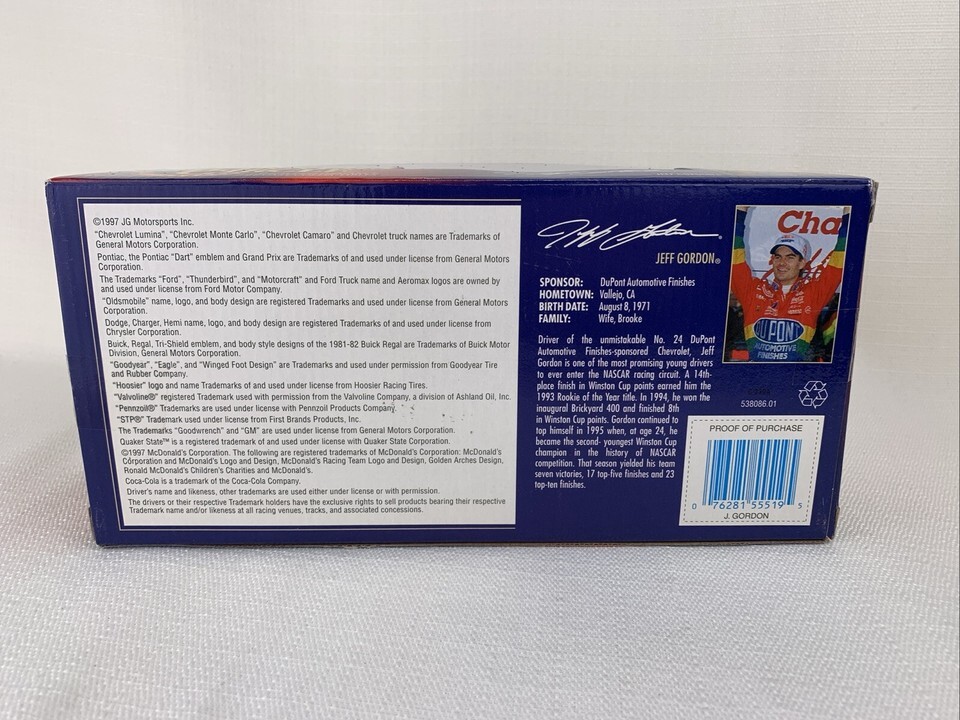 ©1997 JG Motorsports Inc.
"Chevrolet Lumina", "Chevrolet Monte Carlo", "Chevrolet Camaro" and Chevrolet truck names are Trademarks of
General Motors Corporation.
Pontiac, the Pontiac "Dart" emblem and Grand Prix are Trademarks of and used under license from General Motors
Corporation.
The Trademarks "Ford", "Thunderbird", and "Motorcraft" and Ford Truck name and Aeromax logos are owned by
and used under license from Ford Motor Company.
"Oldsmobile" name, logo, and body design are registered Trademarks and used under license from General Motors
Corporation.
Dodge, Charger, Hemi name, logo, and body design are registered Trademarks of and used under license from
Chrysler Corporation.
Buick, Regal, Tri-Shield emblem, and body style designs of the 1981-82 Buick Regal are Trademarks of Buick Motor
Division, General Motors Corporation.
"Goodyear", "Eagle", and "Winged Foot Design" are Trademarks and used under permission from Goodyear Tire
and Rubber Company.
"Hoosier" logo and name Trademarks of and used under license from Hoosier Racing Tires.
"Valvoline®" registered Trademark used with permission from the Valvoline Company, a division of Ashland Oil, Inc.
"Pennzoil®" Trademarks are used under license with Pennzoil Products Company.
"STP®" Trademark used under license from First Brands Products, Inc.
The Trademarks "Goodwrench" and "GM" are used under license from General Motors Corporation.
Quaker State™ is a registered trademark of and used under license with Quaker State Corporation.
©1997 McDonald's Corporation. The following are registered trademarks of McDonald's Corporation: McDonald's
Corporation and McDonald's Logo and Design, McDonald's Racing Team Logo and Design, Golden Arches Design,
Ronald McDonald's Children's Charities and McDonald's.
Coca-Cola is a trademark of the Coca-Cola Company.
Driver's name and likeness, other trademarks are used either under license or with permission.
The drivers or their respective Trademark holders have the exclusive rights to sell products bearing their respective
Trademark name and/or likeness at all racing venues, tracks, and associated concessions.
Jeff Gordon
JEFF GORDON®
SPONSOR: DuPont Automotive Finishes
HOMETOWN: Vallejo, CA
BIRTH DATE: August 8, 1971
FAMILY: Wife, Brooke
Driver of the unmistakable No. 24 DuPont
Automotive Finishes-sponsored Chevrolet, Jeff
Gordon is one of the most promising young drivers
to ever enter the NASCAR racing circuit. A 14th-
place finish in Winston Cup points earned him the
1993 Rookie of the Year title. In 1994, he won the
inaugural Brickyard 400 and finished 8th
in Winston Cup points. Gordon continued to
top himself in 1995 when, at age 24, he
became the second- youngest Winston Cup
champion in the history of NASCAR
competition. That season yielded his team
seven victories, 17 top-five finishes and 23
top-ten finishes.
Cha
DU PONT
AUTOMOTIVE
FINISHES
538086.01
PROOF OF PURCHASE
0 76281 55519 5
J. GORDON